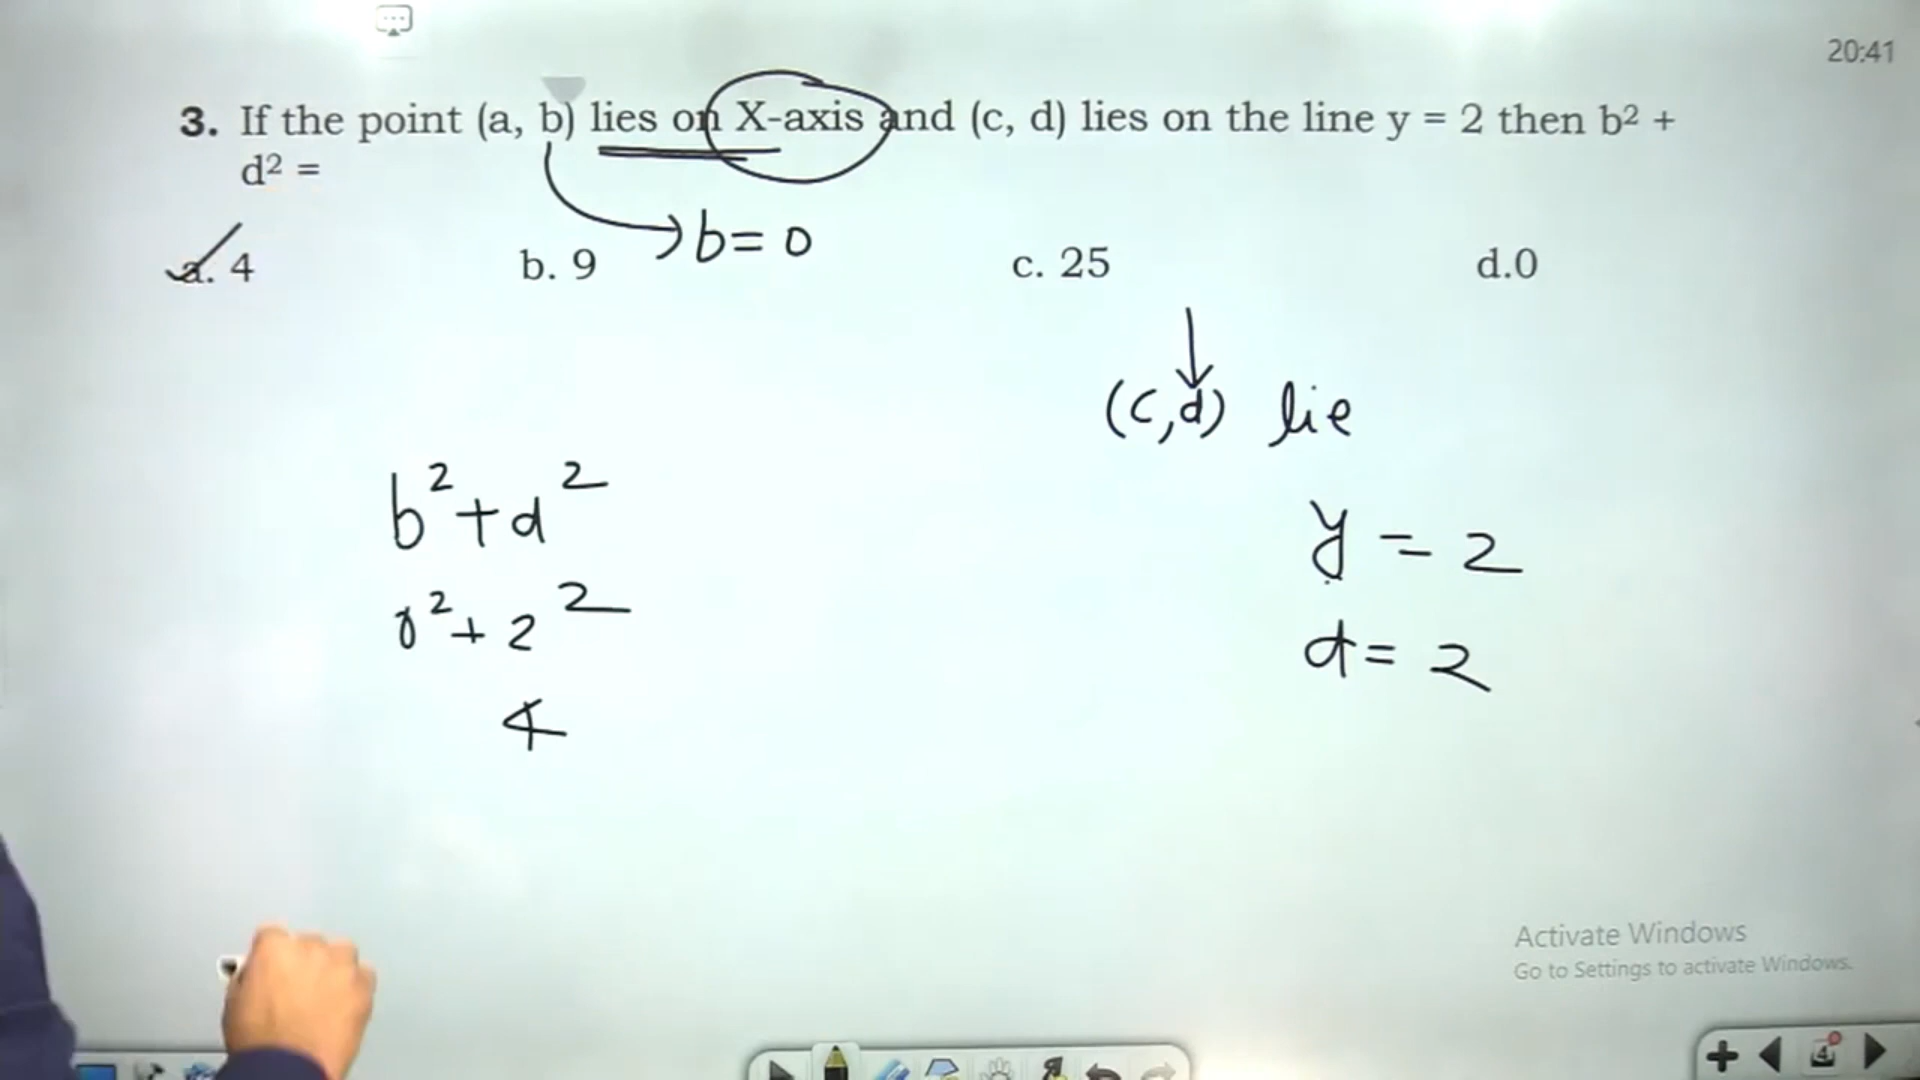 20:41
3. If the point (a, b) lies on X-axis and (c, d) lies on the line y = 2 then b² +
d² =
a. 4 b. 9 c. 25 d.0
b = 0
(c,d) lie
b² + d²
y = 2
0² + 2²
d = 2
4
Activate Windows
Go to Settings to activate Windows.
4